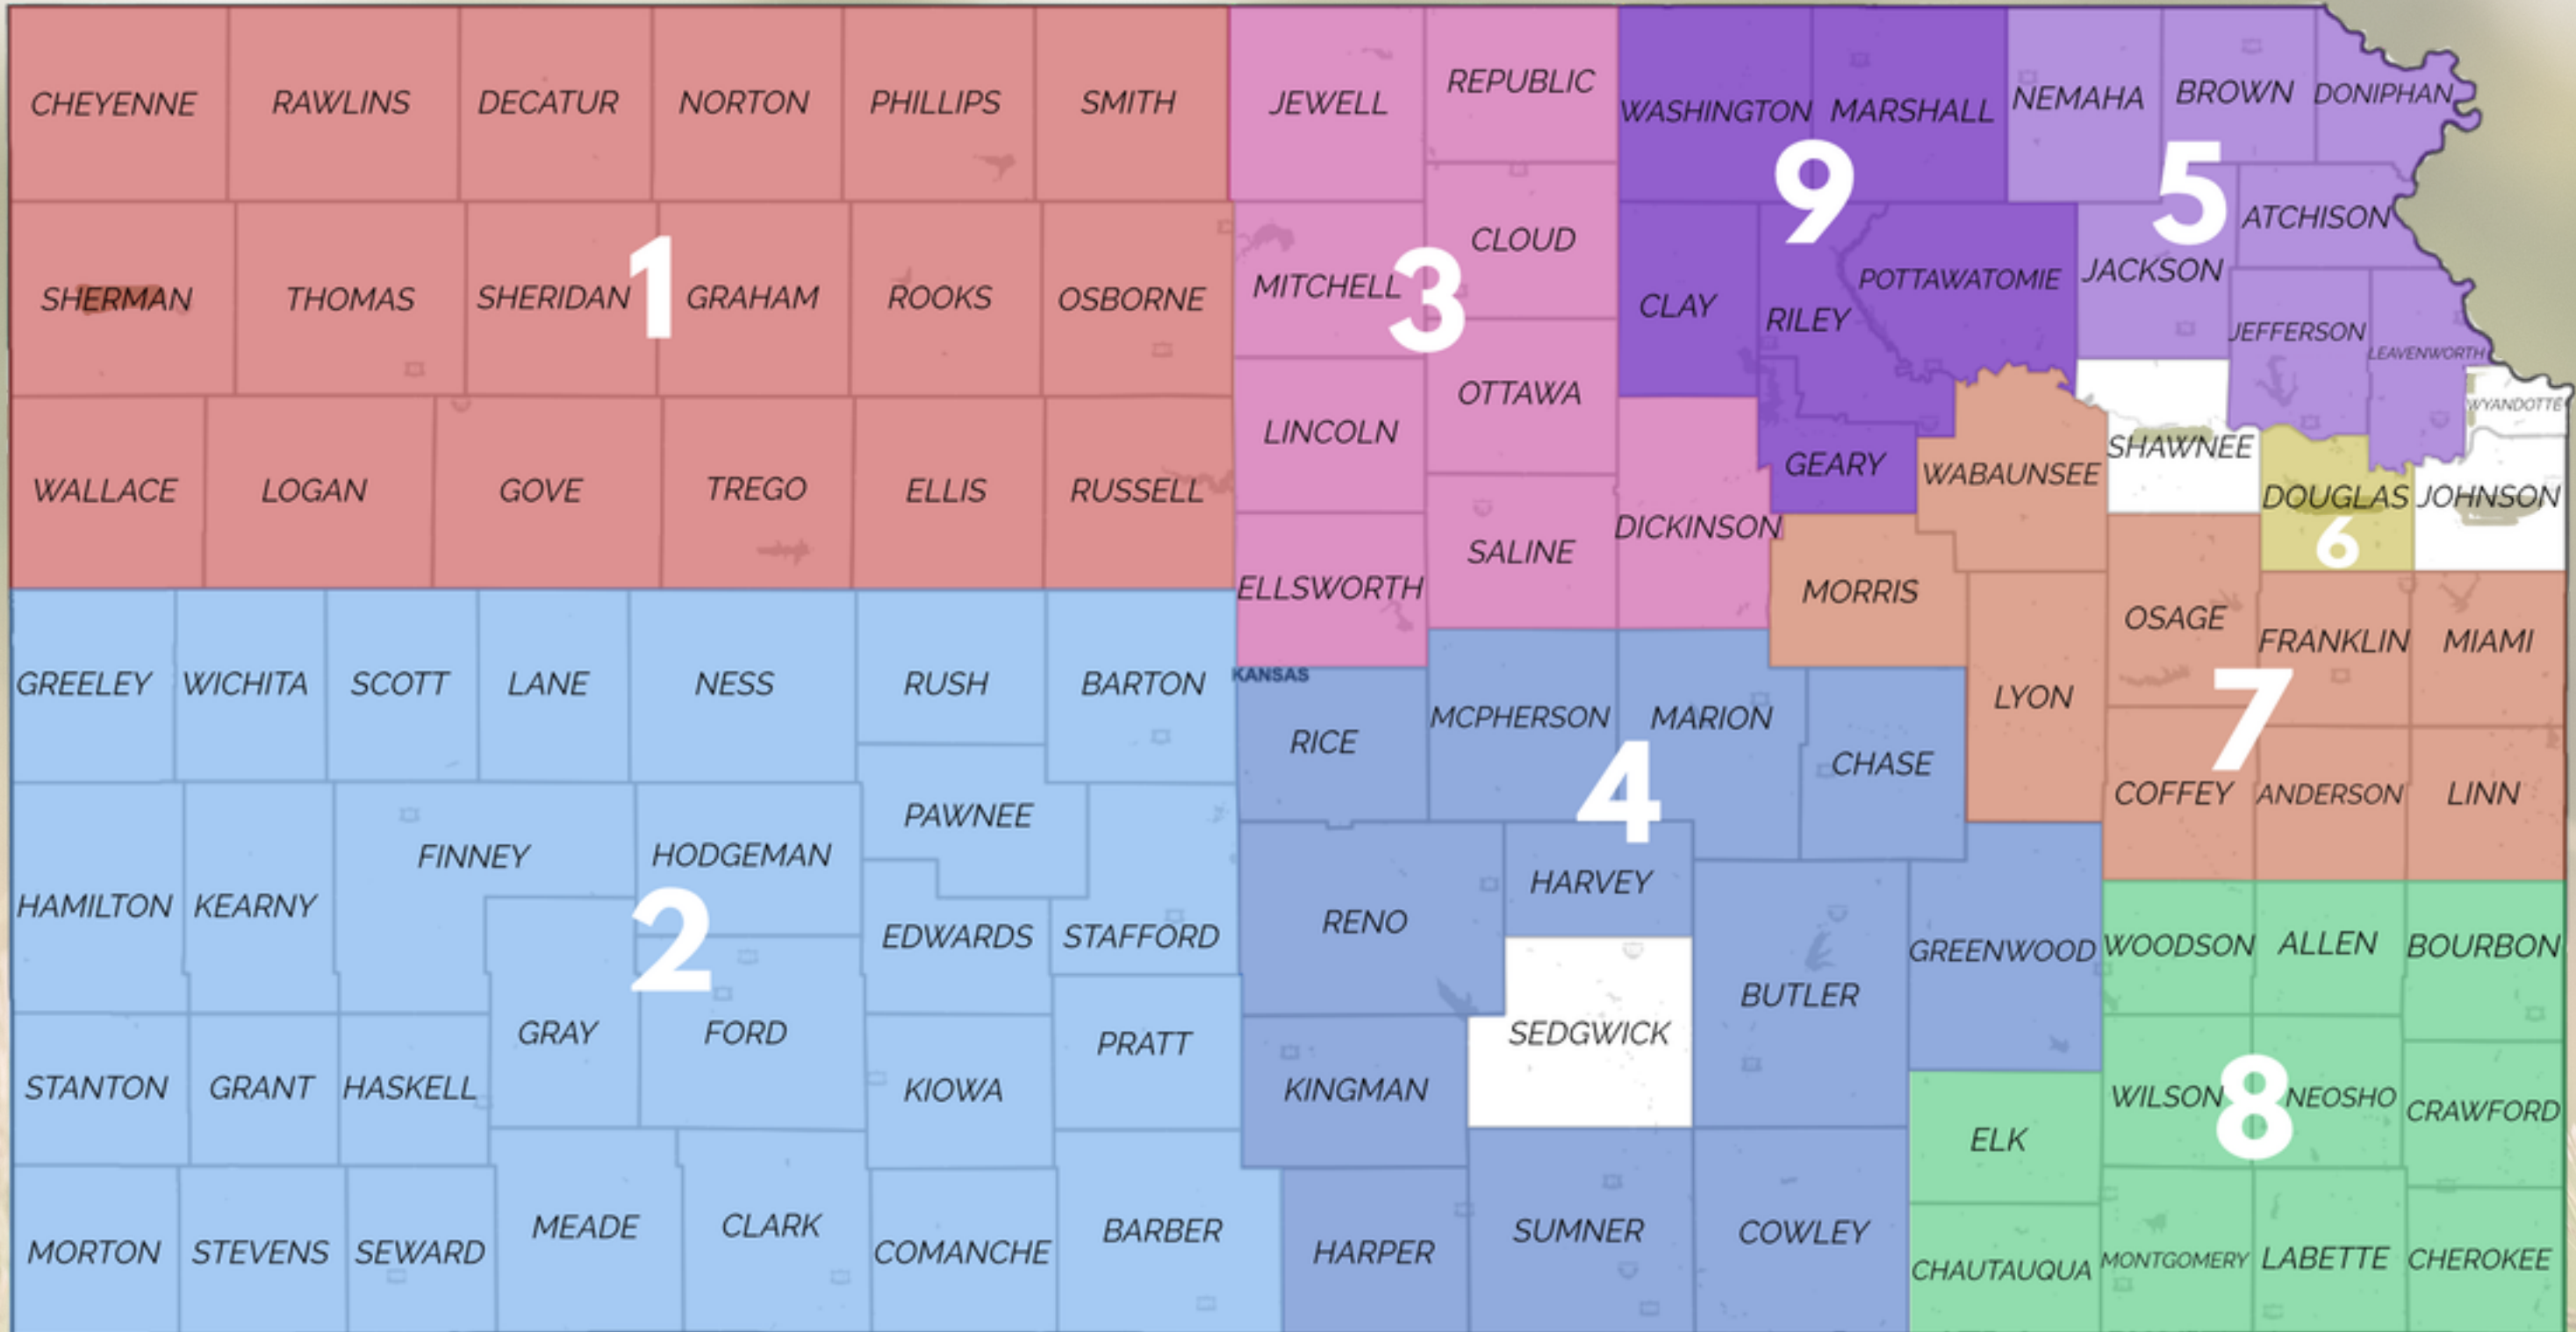 CHEYENNE
RAWLINS
DECATUR
NORTON
PHILLIPS
SMITH
JEWELL
REPUBLIC
WASHINGTON
MARSHALL
NEMAHA
BROWN
DONIPHAN
9
5
ATCHISON
SHERMAN
THOMAS
SHERIDAN
1
GRAHAM
ROOKS
OSBORNE
MITCHELL
3
CLOUD
CLAY
RILEY
POTTAWATOMIE
JACKSON
JEFFERSON
LEAVENWORTH
WYANDOTTE
LINCOLN
OTTAWA
WALLACE
LOGAN
GOVE
TREGO
ELLIS
RUSSELL
GEARY
WABAUNSEE
SHAWNEE
DOUGLAS
6
JOHNSON
ELLSWORTH
SALINE
DICKINSON
MORRIS
OSAGE
FRANKLIN
MIAMI
GREELEY
WICHITA
SCOTT
LANE
NESS
RUSH
BARTON
KANSAS
RICE
MCPHERSON
MARION
4
CHASE
LYON
7
COFFEY
ANDERSON
LINN
PAWNEE
HAMILTON
KEARNY
FINNEY
HODGEMAN
2
EDWARDS
STAFFORD
RENO
HARVEY
BUTLER
GREENWOOD
WOODSON
ALLEN
BOURBON
GRAY
FORD
PRATT
SEDGWICK
STANTON
GRANT
HASKELL
KIOWA
KINGMAN
ELK
WILSON
8
NEOSHO
CRAWFORD
MORTON
STEVENS
SEWARD
MEADE
CLARK
COMANCHE
BARBER
HARPER
SUMNER
COWLEY
CHAUTAUQUA
MONTGOMERY
LABETTE
CHEROKEE